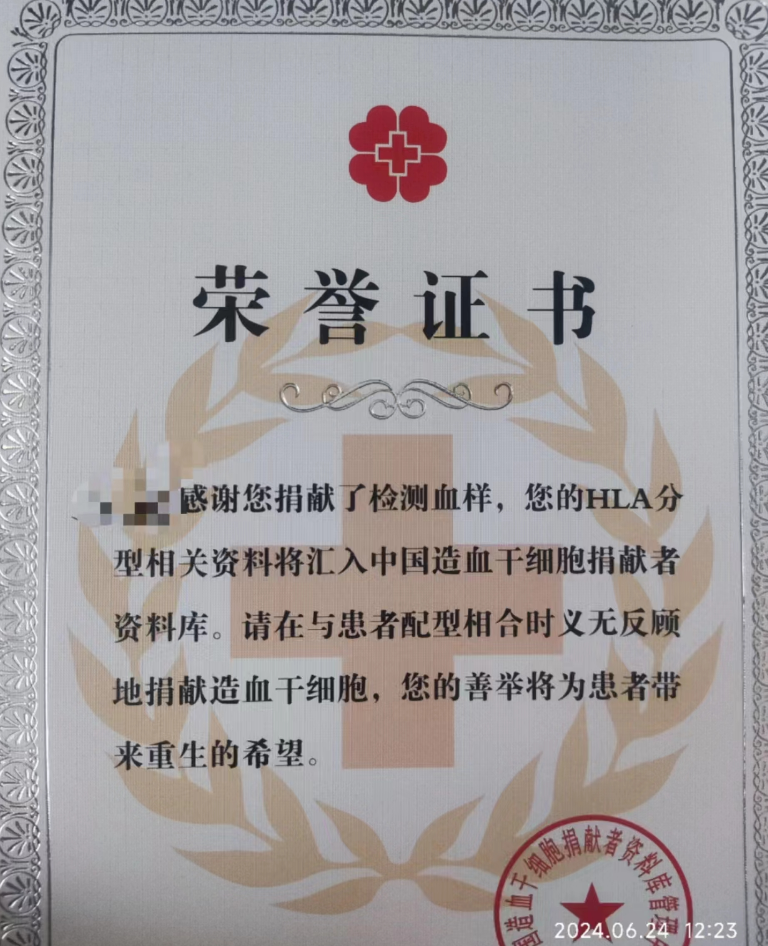 荣誉证书
感谢您捐献了检测血样，您的HLA分
型相关资料将汇入中国造血干细胞捐献者
资料库。请在与患者配型相合时义无反顾
地捐献造血干细胞，您的善举将为患者带
来重生的希望。
国造血干细胞捐献者资料库管理
2024.06.24 12:23